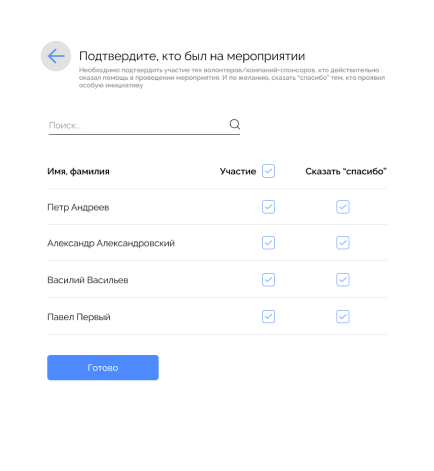 Подтвердите, кто был на мероприятии
Необходимо подтвердить участие тех волонтеров/компаний-спонсоров, кто действительно
оказал помощь в проведении мероприятия. И по желанию, сказать "спасибо" тем, кто проявил
особую инициативу
Поиск...
Имя, фамилия Участие Сказать "спасибо"
Петр Андреев
Александр Александровский
Василий Васильев
Павел Первый
Готово